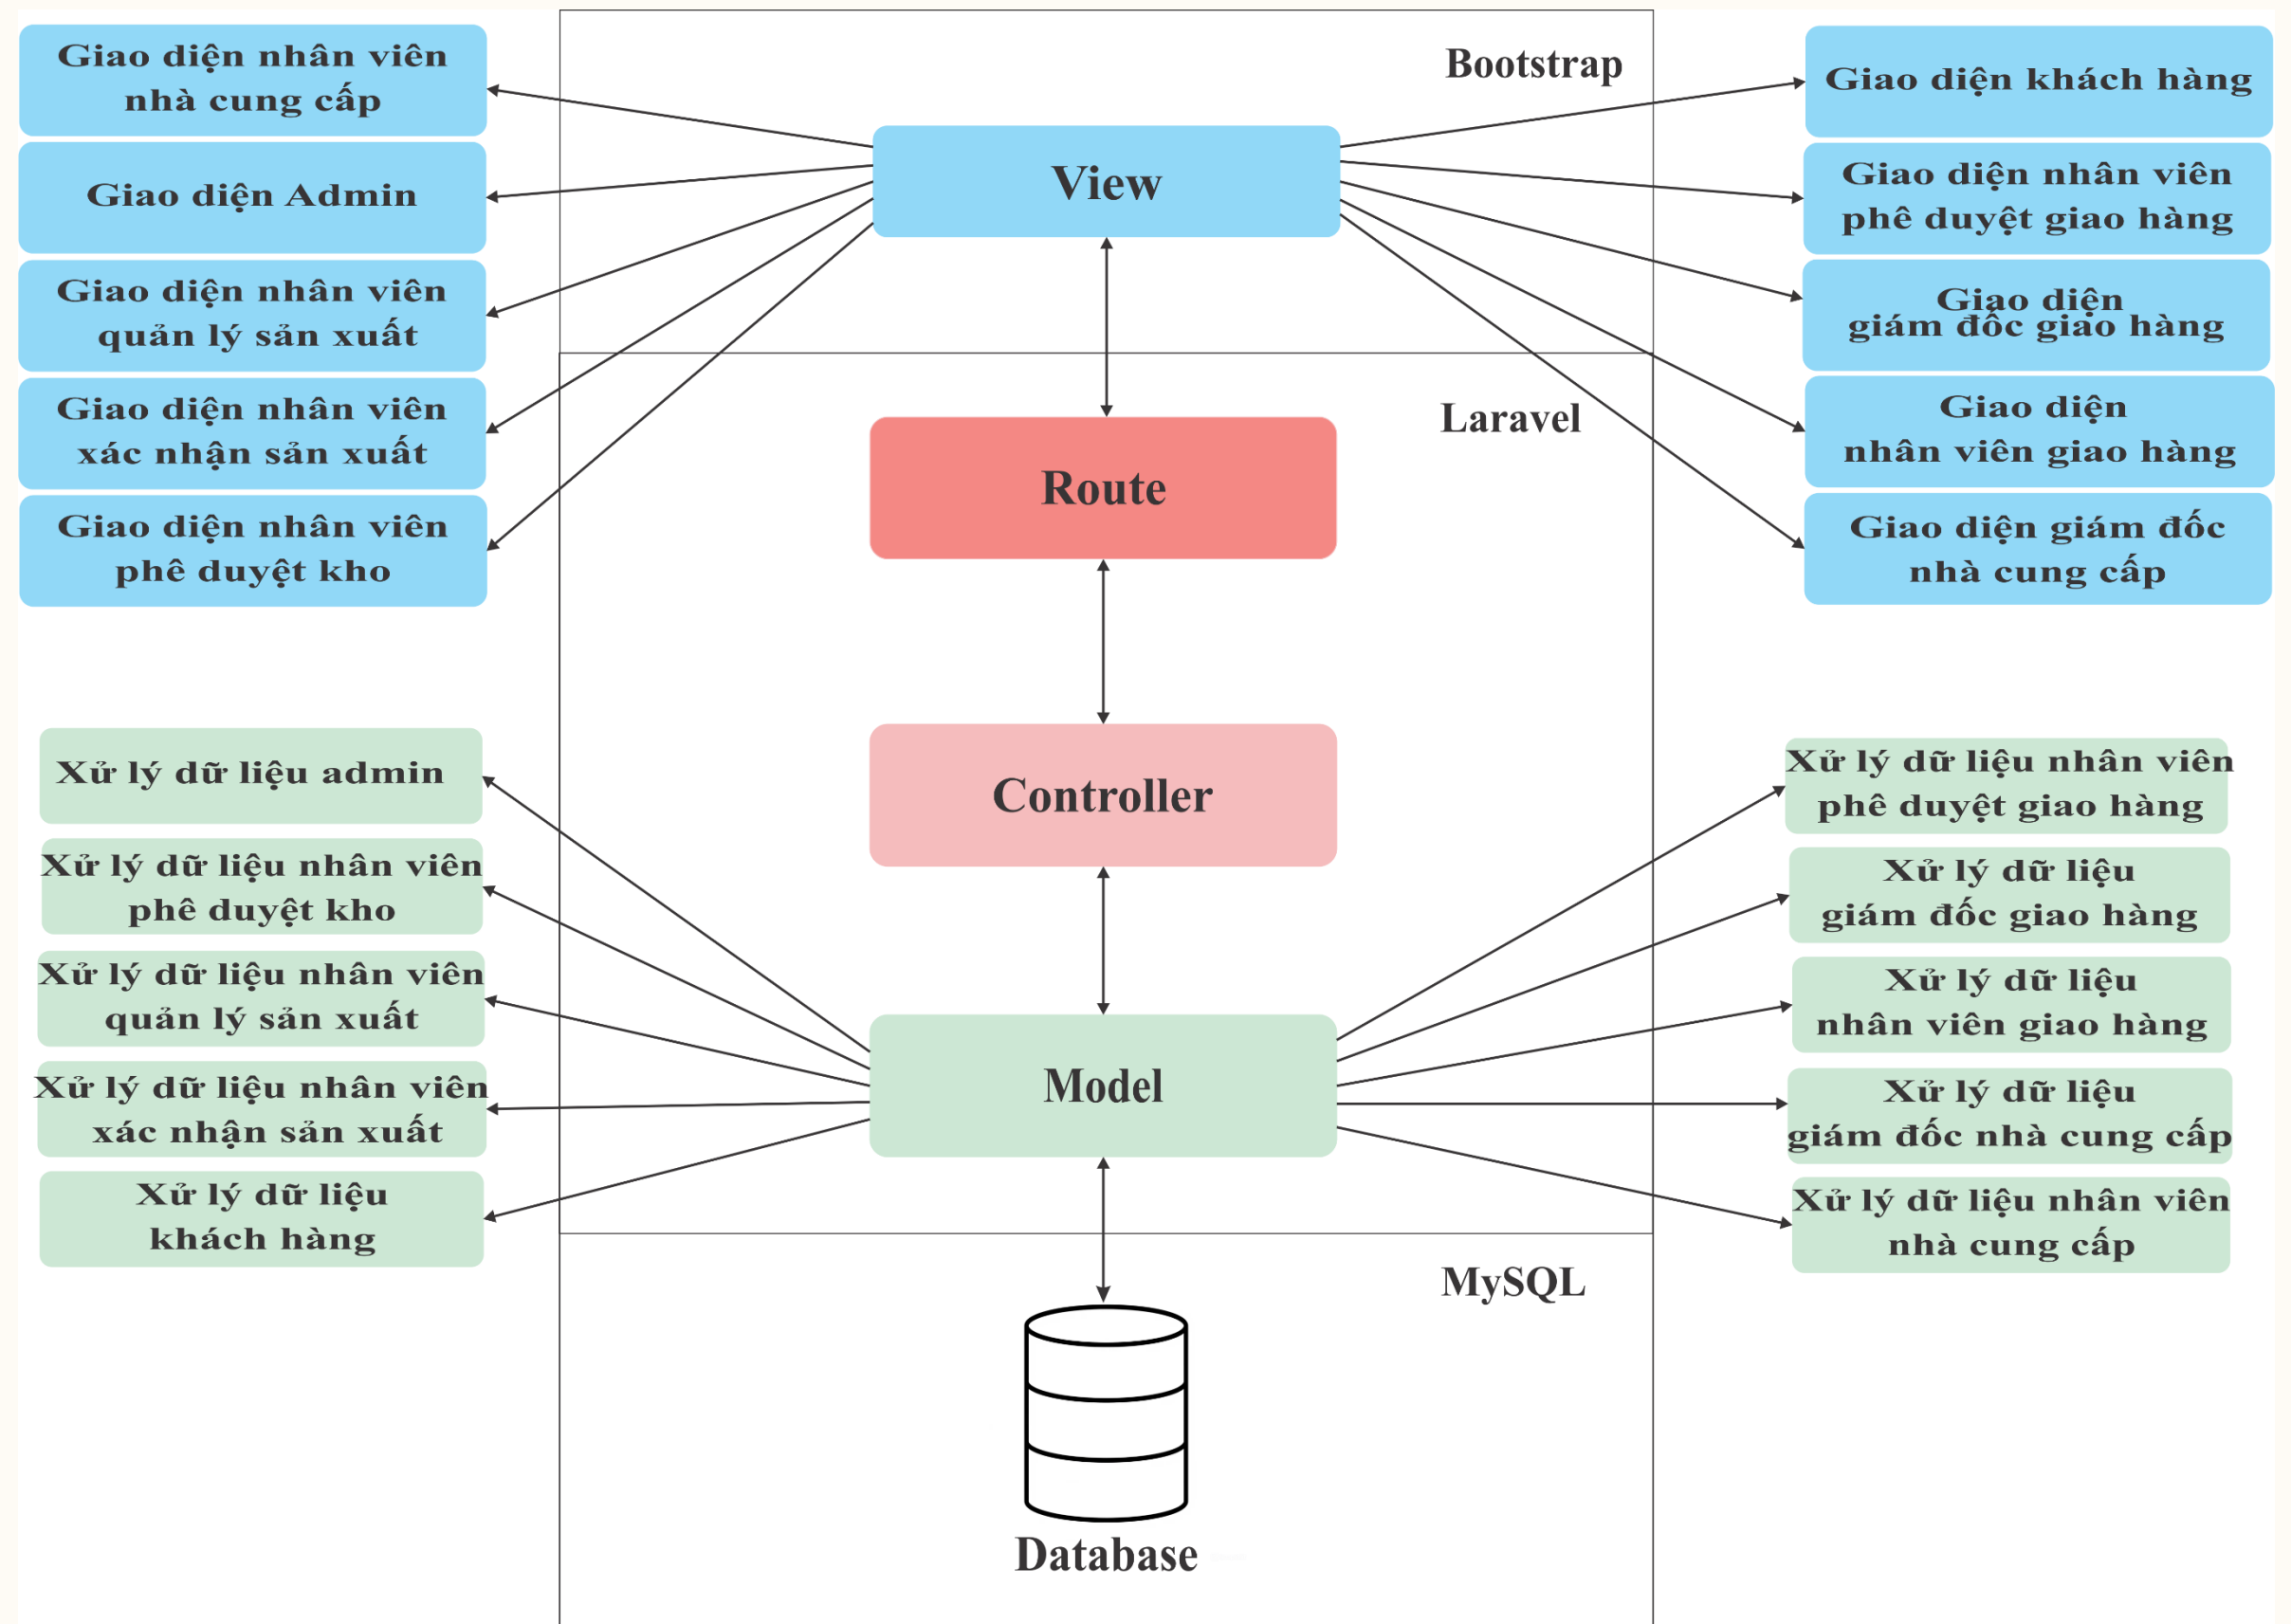 Giao diện nhân viên
nhà cung cấp
Giao diện Admin
Giao diện nhân viên
quản lý sản xuất
Giao diện nhân viên
xác nhận sản xuất
Giao diện nhân viên
phê duyệt kho
Bootstrap
View
Laravel
Route
Controller
Model
MySQL
Database
Giao diện khách hàng
Giao diện nhân viên
phê duyệt giao hàng
Giao diện
giám đốc giao hàng
Giao diện
nhân viên giao hàng
Giao diện giám đốc
nhà cung cấp
Xử lý dữ liệu admin
Xử lý dữ liệu nhân viên
phê duyệt kho
Xử lý dữ liệu nhân viên
quản lý sản xuất
Xử lý dữ liệu nhân viên
xác nhận sản xuất
Xử lý dữ liệu
khách hàng
Xử lý dữ liệu nhân viên
phê duyệt giao hàng
Xử lý dữ liệu
giám đốc giao hàng
Xử lý dữ liệu
nhân viên giao hàng
Xử lý dữ liệu
giám đốc nhà cung cấp
Xử lý dữ liệu nhân viên
nhà cung cấp